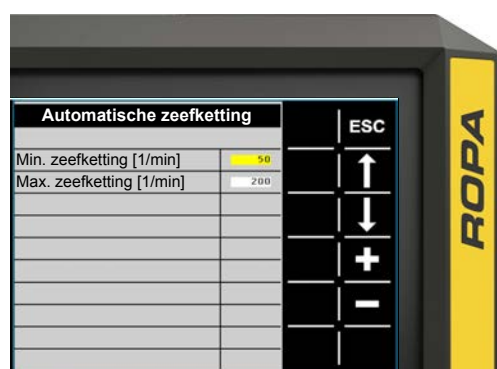 Automatische zeefketting
ESC
Min. zeefketting [1/min] 50
Max. zeefketting [1/min] 200
ROPA